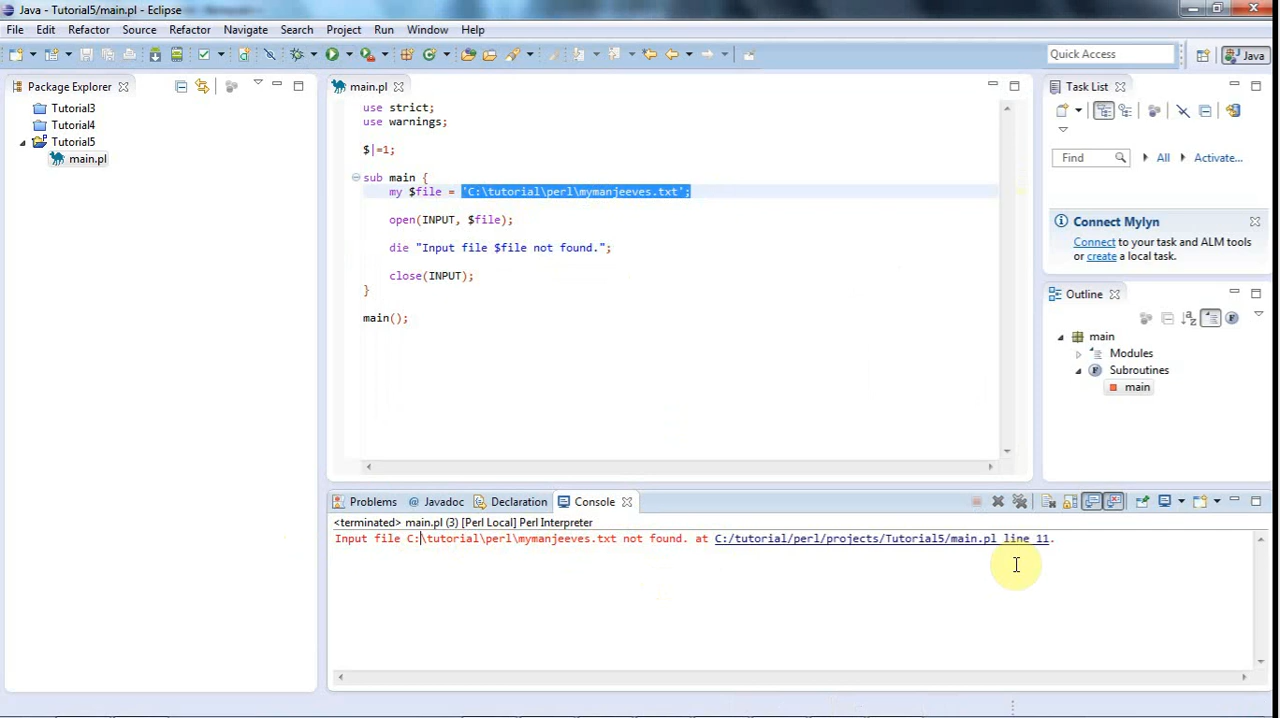 Java - Tutorial5/main.pl - Eclipse
File Edit Refactor Source Refactor Navigate Search Project Run Window Help
Quick Access
Java
Package Explorer
Tutorial3
Tutorial4
Tutorial5
main.pl
main.pl
use strict;
use warnings;
$|=1;
sub main {
my $file = 'C:\tutorial\perl\mymanjeeves.txt';
open(INPUT, $file);
die "Input file $file not found.";
close(INPUT);
}
main();
Task List
Find All Activate...
Connect Mylyn
Connect to your task and ALM tools
or create a local task.
Outline
main
Modules
Subroutines
main
Problems @ Javadoc Declaration Console
<terminated> main.pl (3) [Perl Local] Perl Interpreter
Input file C:\tutorial\perl\mymanjeeves.txt not found. at C:/tutorial/perl/projects/Tutorial5/main.pl line 11.